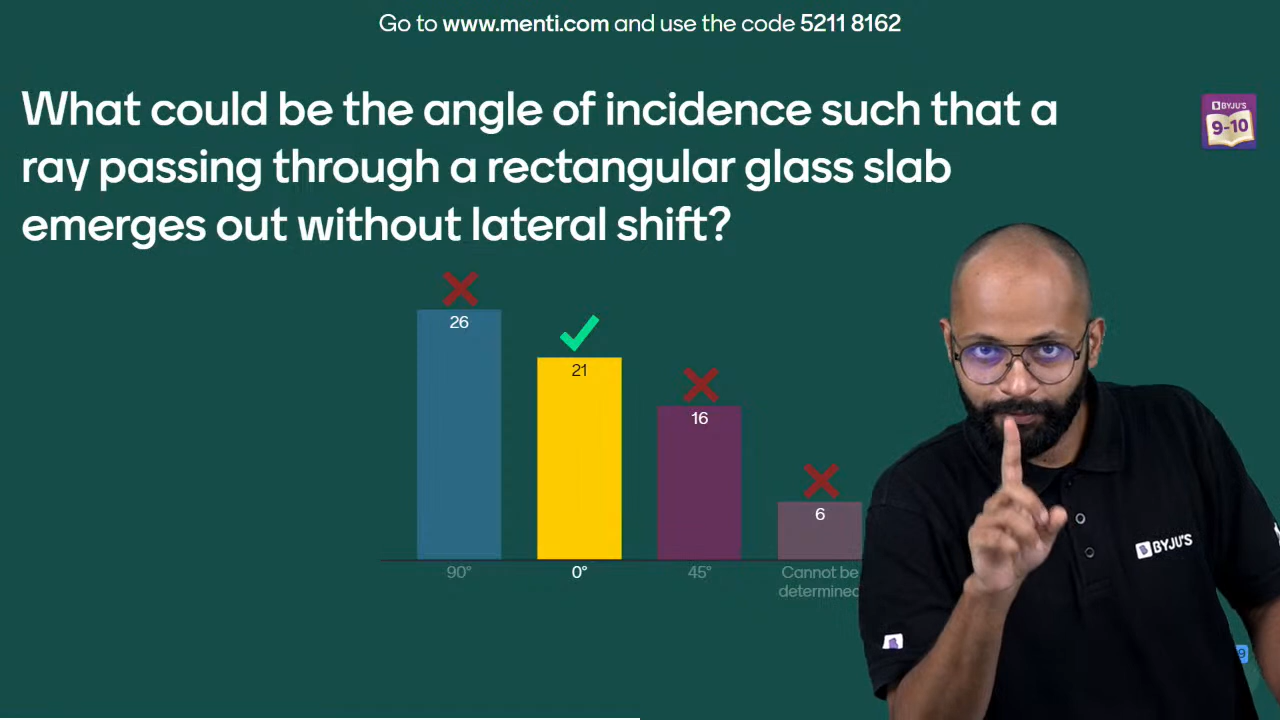 Go to www.menti.com and use the code 5211 8162
What could be the angle of incidence such that a
ray passing through a rectangular glass slab
emerges out without lateral shift?
BYJU'S
9-10
26
21
16
6
90°
0°
45°
Cannot be
determined
BYJU'S